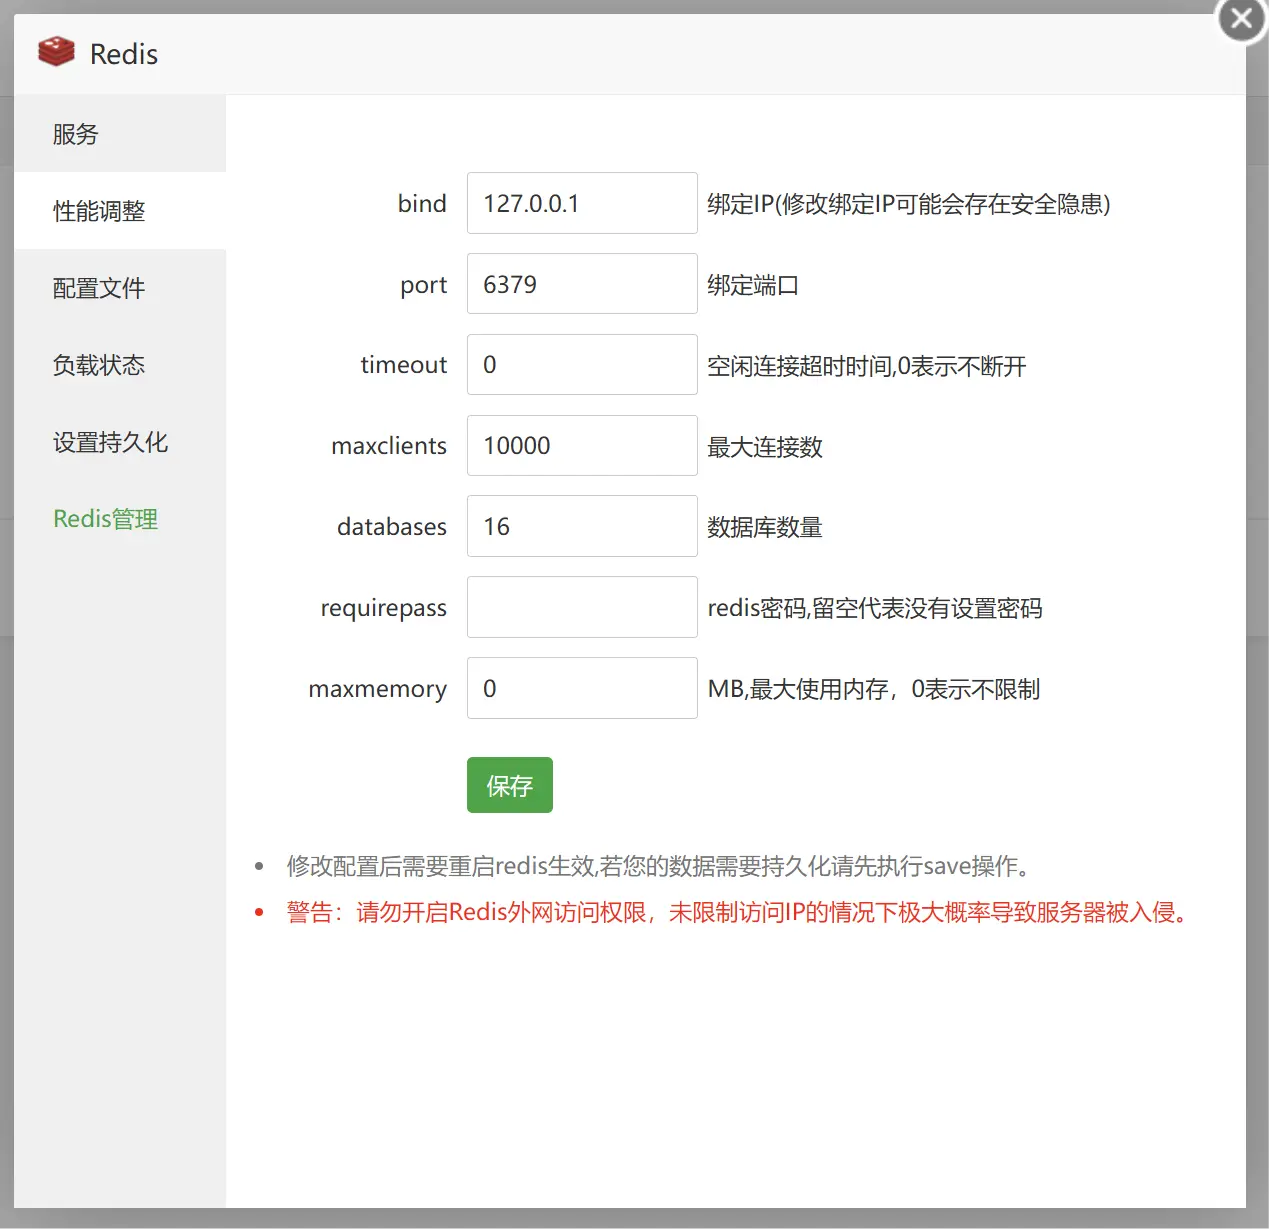 Redis
服务
性能调整
配置文件
负载状态
设置持久化
Redis管理
bind 127.0.0.1 绑定IP(修改绑定IP可能会存在安全隐患)
port 6379 绑定端口
timeout 0 空闲连接超时时间,0表示不断开
maxclients 10000 最大连接数
databases 16 数据库数量
requirepass redis密码,留空代表没有设置密码
maxmemory 0 MB,最大使用内存，0表示不限制
保存
• 修改配置后需要重启redis生效,若您的数据需要持久化请先执行save操作。
• 警告：请勿开启Redis外网访问权限，未限制访问IP的情况下极大概率导致服务器被入侵。